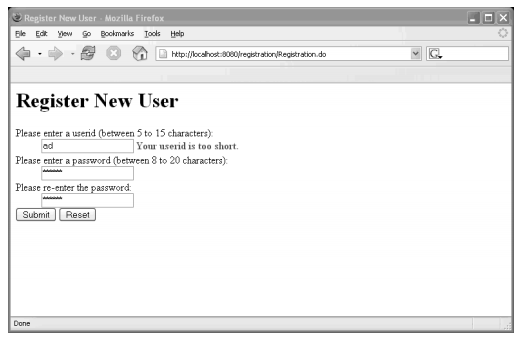 Register New User - Mozilla Firefox
File Edit View Go Bookmarks Tools Help
http://localhost:8080/registration/Registration.do
G
Register New User
Please enter a userid (between 5 to 15 characters):
ad Your userid is too short.
Please enter a password (between 8 to 20 characters):
******
Please re-enter the password:
******
Submit Reset
Done